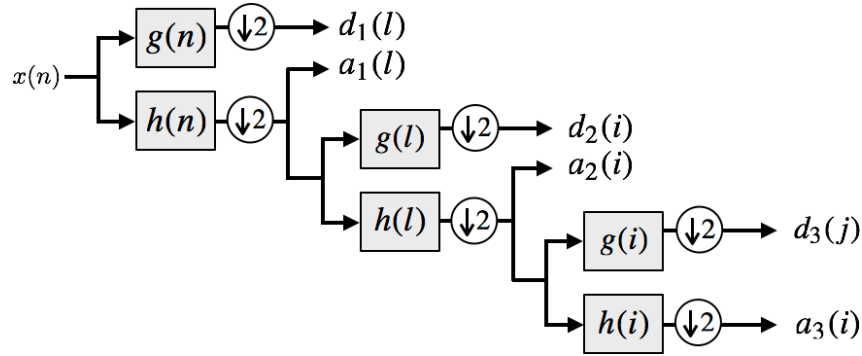 g(n) ↓2 d₁(l)
x(n) a₁(l)
h(n) ↓2
g(l) ↓2 d₂(i)
a₂(i)
h(l) ↓2
g(i) ↓2 d₃(j)
h(i) ↓2 a₃(i)